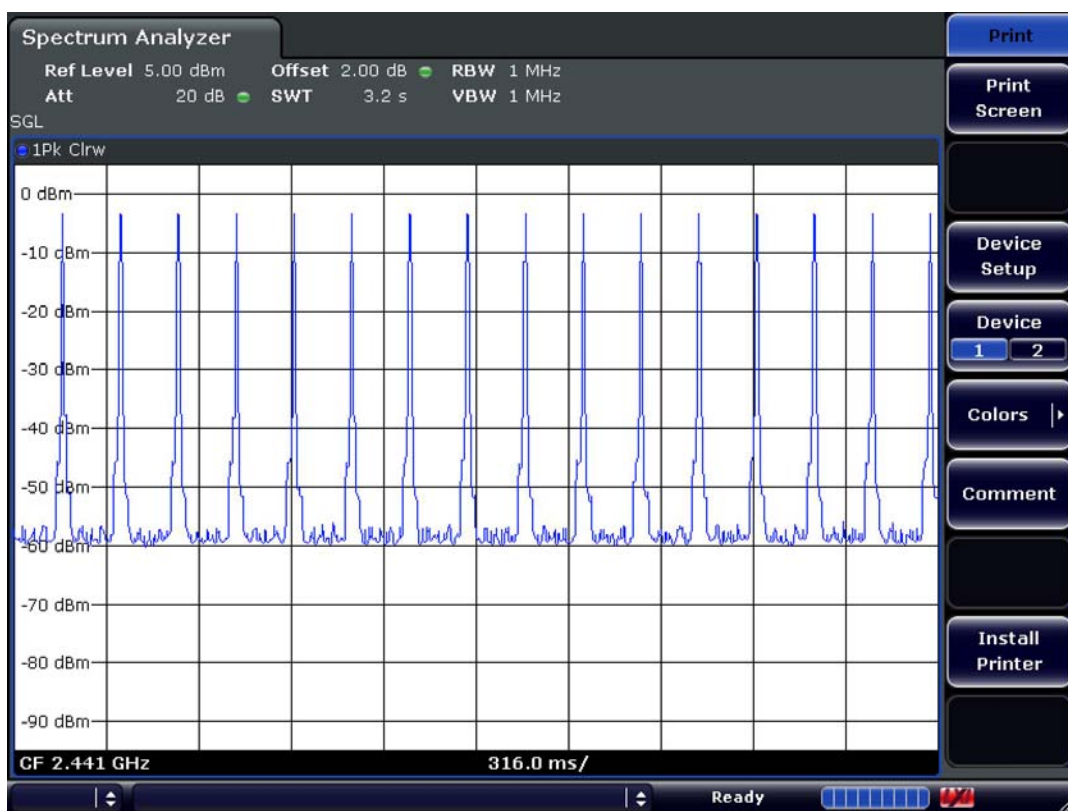 Spectrum Analyzer
Ref Level 5.00 dBm Offset 2.00 dB RBW 1 MHz
Att 20 dB SWT 3.2 s VBW 1 MHz
SGL
1Pk Clrw
0 dBm
-10 dBm
-20 dBm
-30 dBm
-40 dBm
-50 dBm
-60 dBm
-70 dBm
-80 dBm
-90 dBm
CF 2.441 GHz 316.0 ms/
Ready
Print
Print
Screen
Device
Setup
Device
1 2
Colors
Comment
Install
Printer